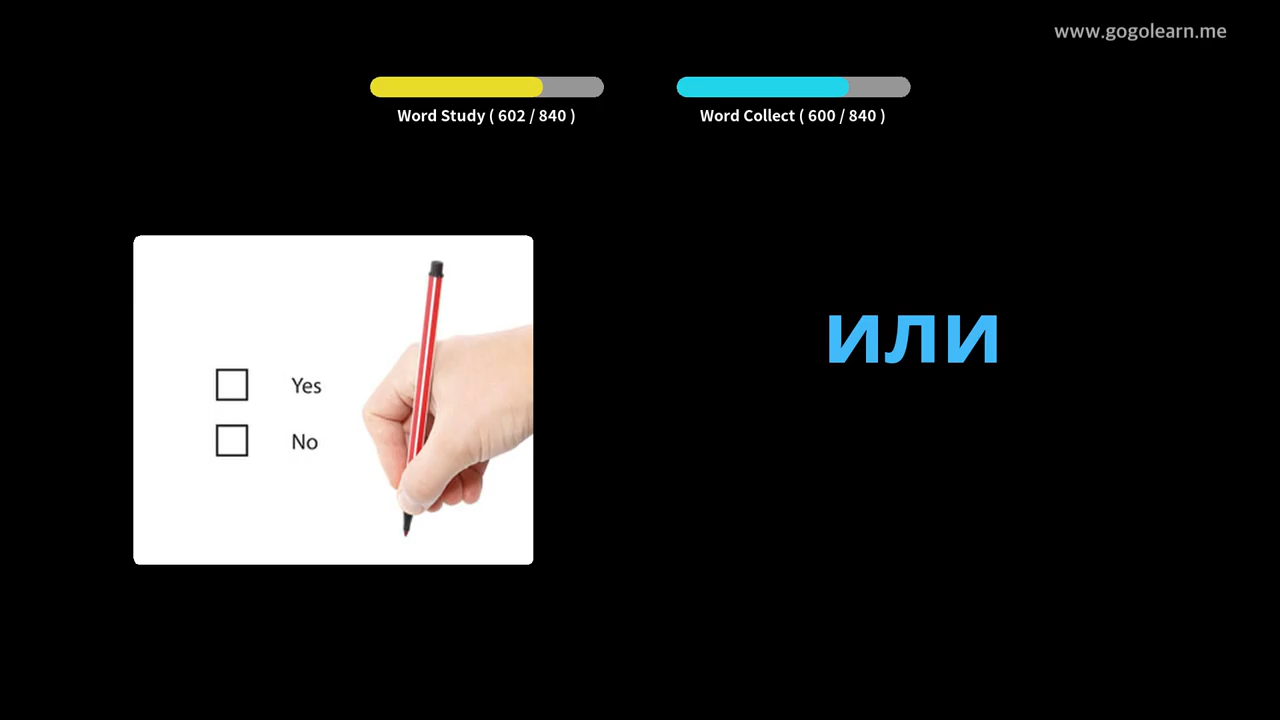 www.gogolearn.me
Word Study ( 602 / 840 )
Word Collect ( 600 / 840 )
Yes
No
или